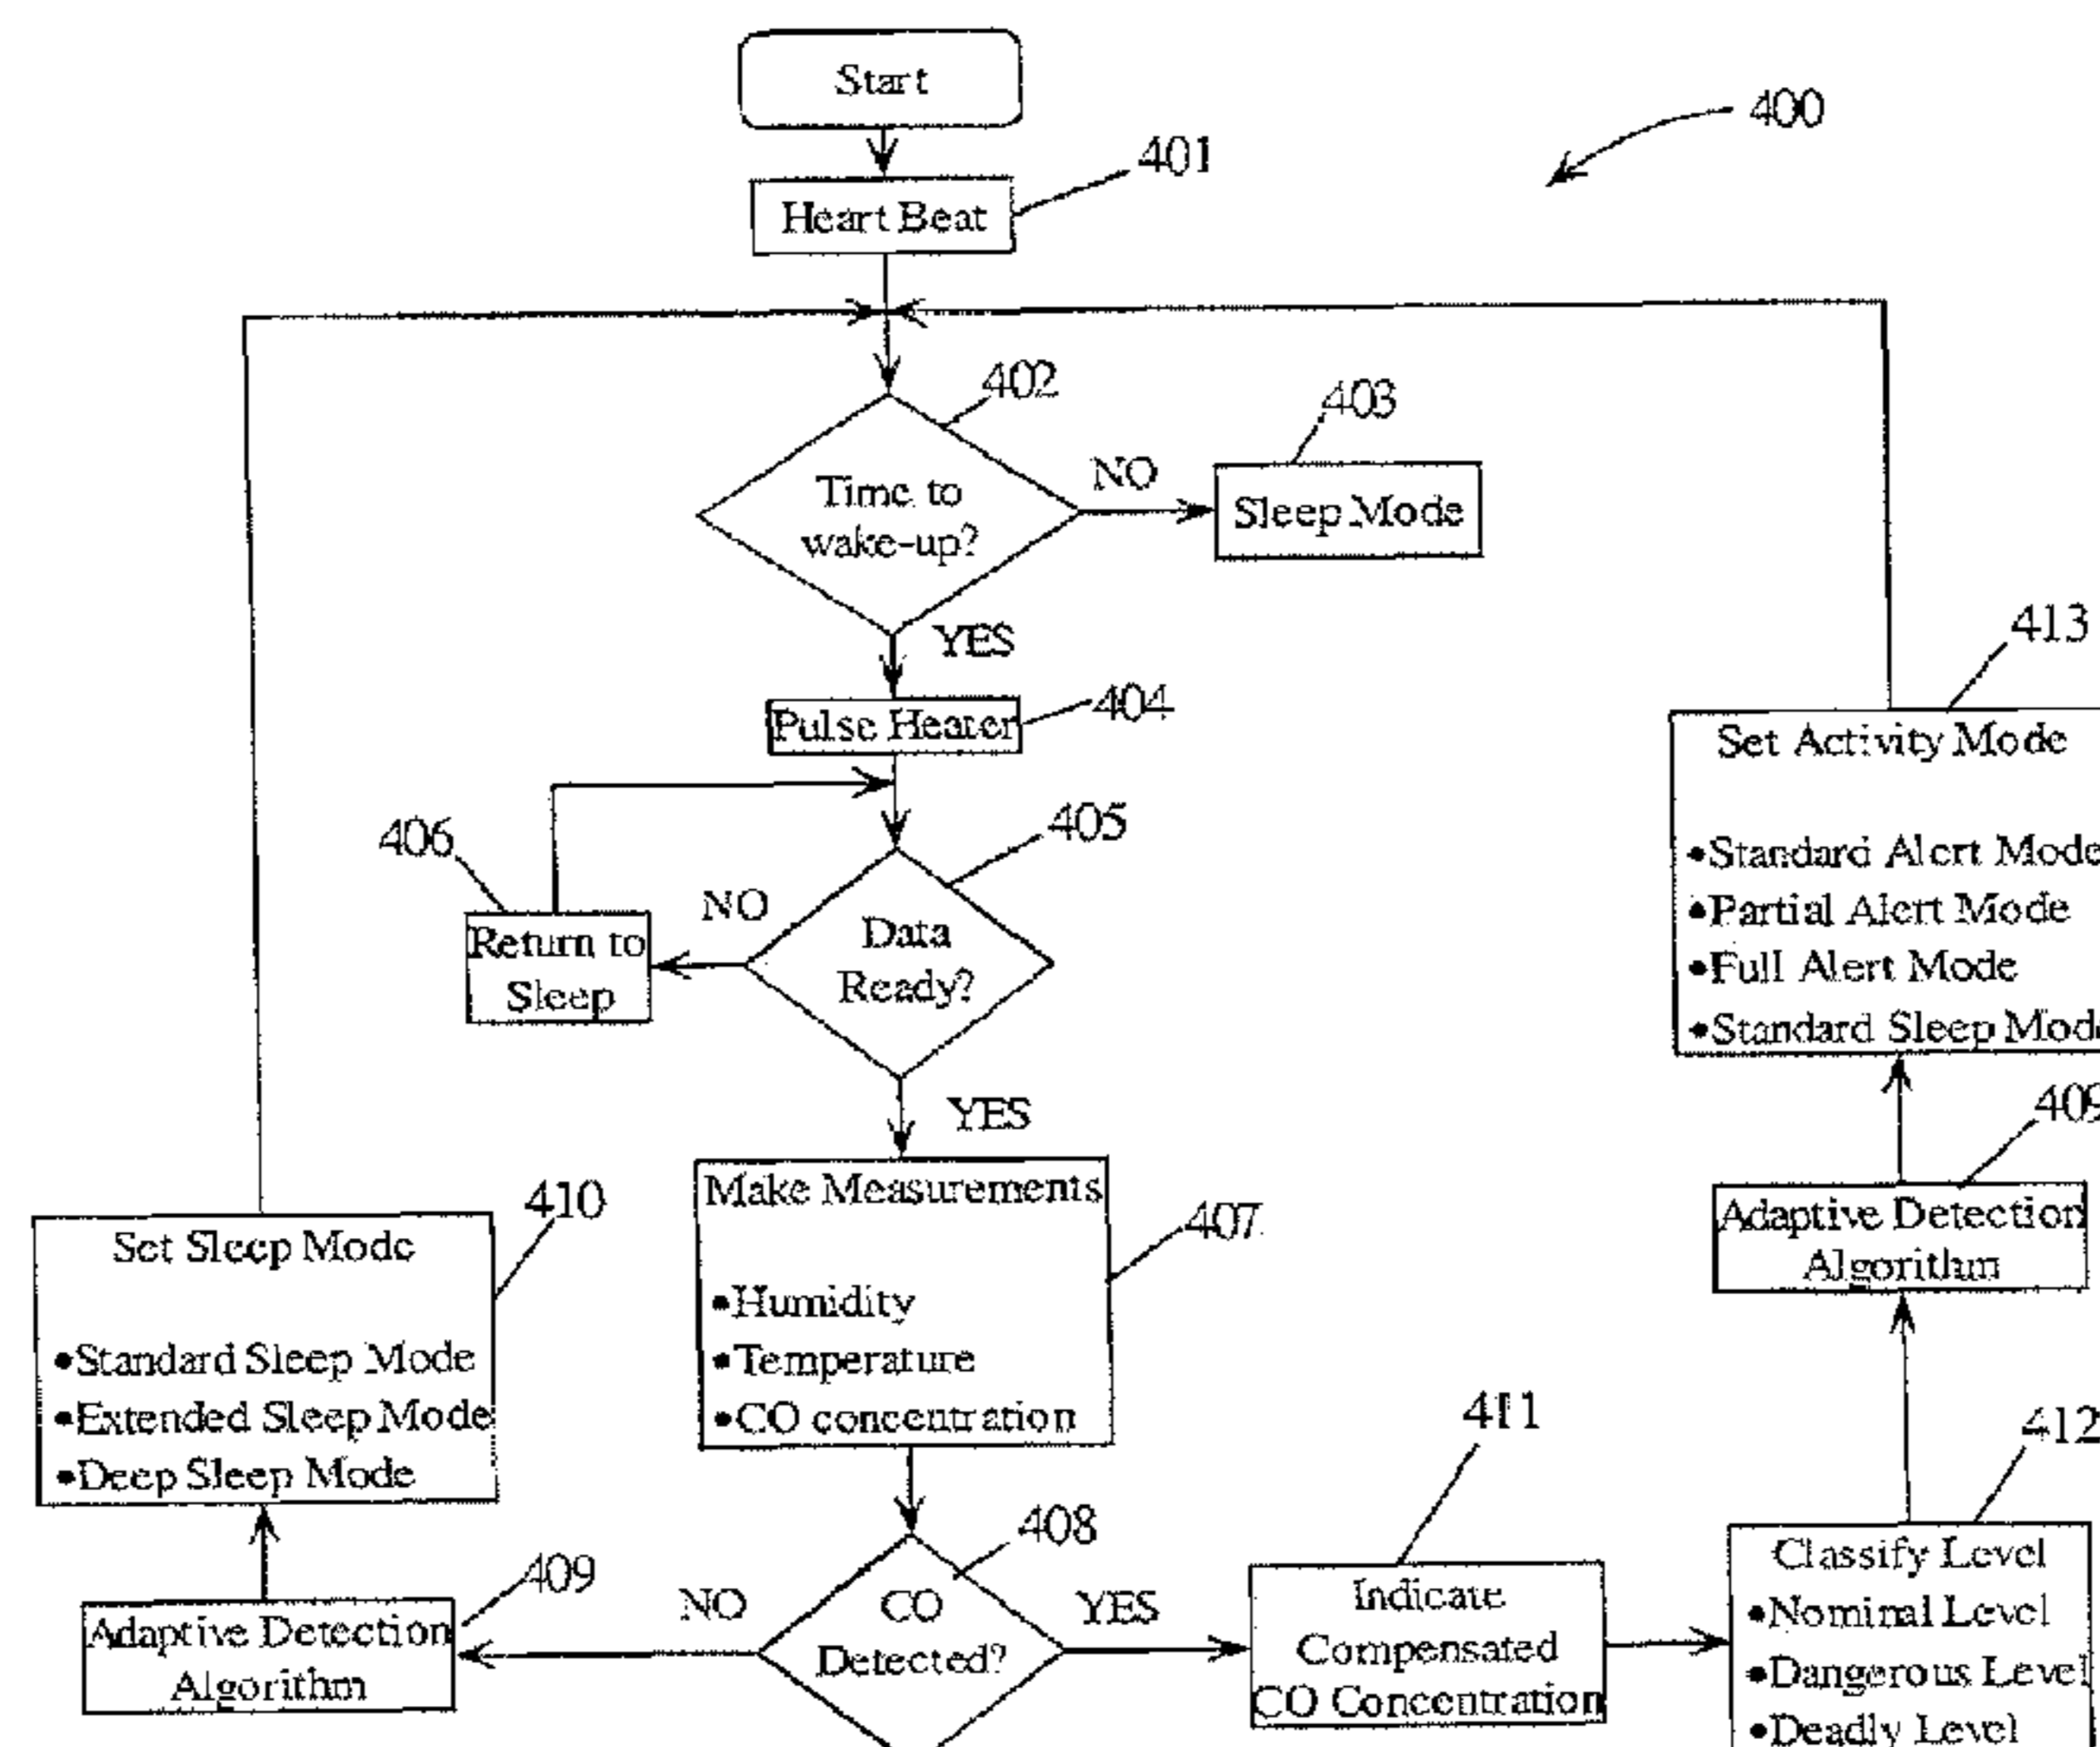 Start
400
401
Heart Beat
402
403
Time to
wake-up?
NO
Sleep Mode
YES
413
Pulse Heater
404
Set Activity Mode
•Standard Alert Mode
•Partial Alert Mode
•Full Alert Mode
•Standard Sleep Mode
406
405
NO
Data
Ready?
Return to
Sleep
YES
409
Adaptive Detection
Algorithm
410
Set Sleep Mode
•Standard Sleep Mode
•Extended Sleep Mode
•Deep Sleep Mode
Make Measurements
407
•Humidity
•Temperature
•CO concentration
411
412
408
409
NO
CO
Detected?
YES
Adaptive Detection
Algorithm
Indicate
Compensated
CO Concentration
Classify Level
•Nominal Level
•Dangerous Level
•Deadly Level